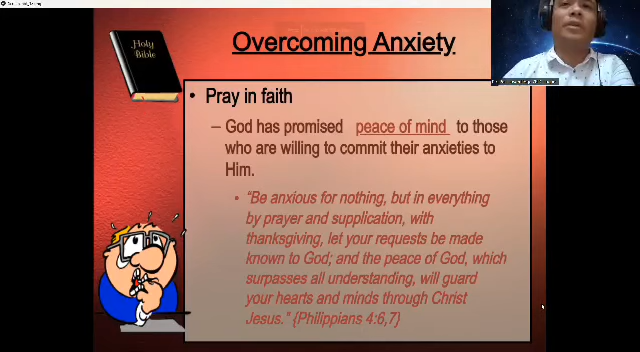 Holy
Bible
Overcoming Anxiety
• Pray in faith
– God has promised peace of mind to those
who are willing to commit their anxieties to
Him.
• "Be anxious for nothing, but in everything
by prayer and supplication, with
thanksgiving, let your requests be made
known to God; and the peace of God, which
surpasses all understanding, will guard
your hearts and minds through Christ
Jesus." {Philippians 4:6,7}